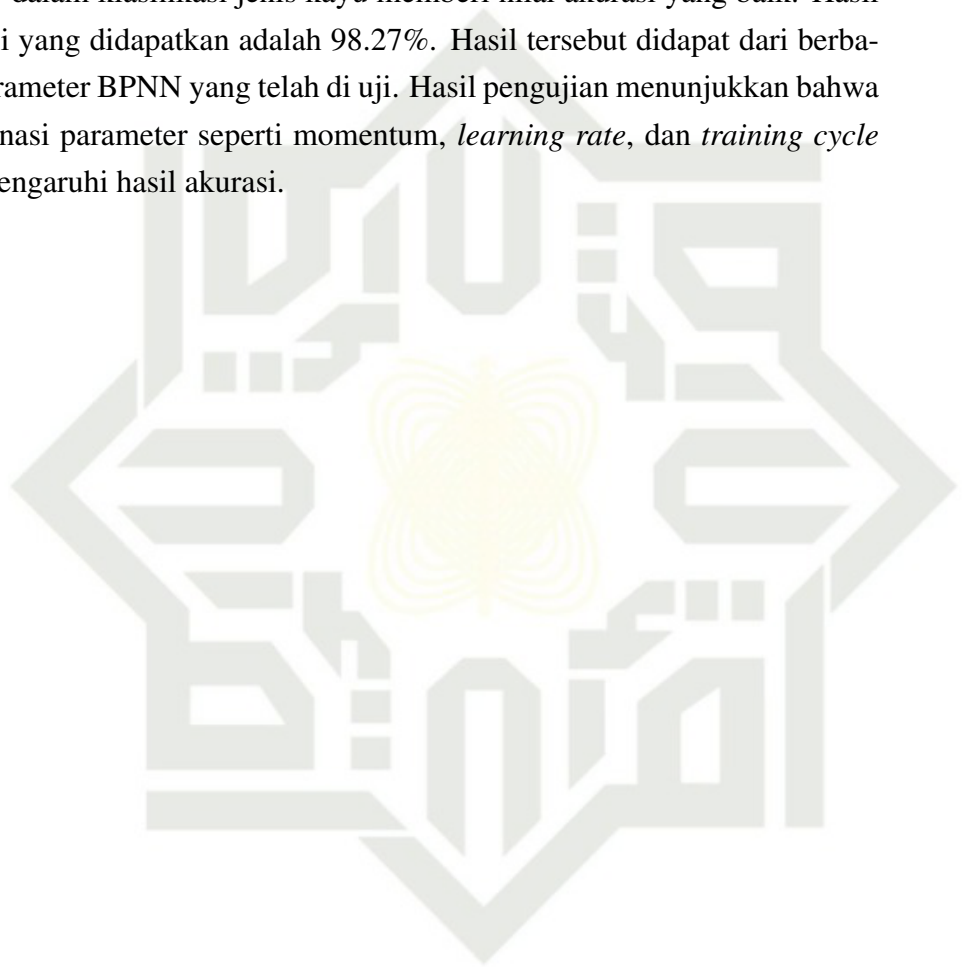 dalam klasifikasi jenis kayu memberi nilai akurasi yang baik. Hasil
i yang didapatkan adalah 98.27%. Hasil tersebut didapat dari berba-
rameter BPNN yang telah di uji. Hasil pengujian menunjukkan bahwa
nasi parameter seperti momentum, learning rate, dan training cycle
engaruhi hasil akurasi.